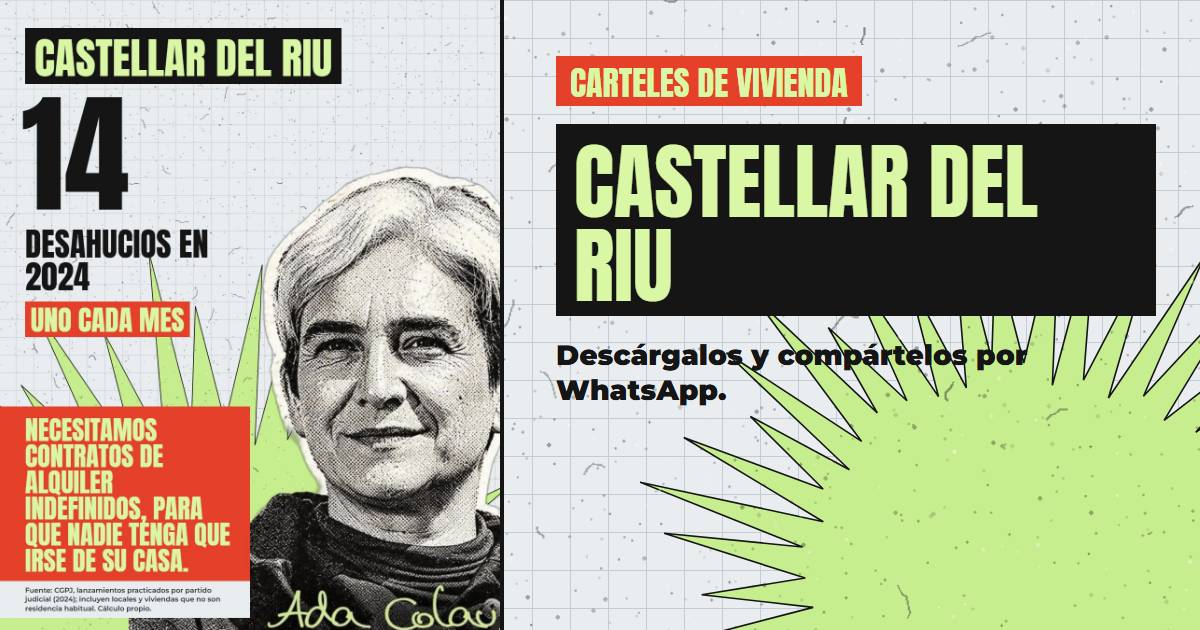 CASTELLAR DEL RIU
14
DESAHUCIOS EN
2024
UNO CADA MES
NECESITAMOS
CONTRATOS DE
ALQUILER
INDEFINIDOS, PARA
QUE NADIE TENGA QUE
IRSE DE SU CASA.
Fuente: CGPJ, lanzamientos practicados por partido
judicial (2024); incluyen locales y viviendas que no son
residencia habitual. Cálculo propio.
Ada Colau
CARTELES DE VIVIENDA
CASTELLAR DEL
RIU
Descárgalos y compártelos por
WhatsApp.